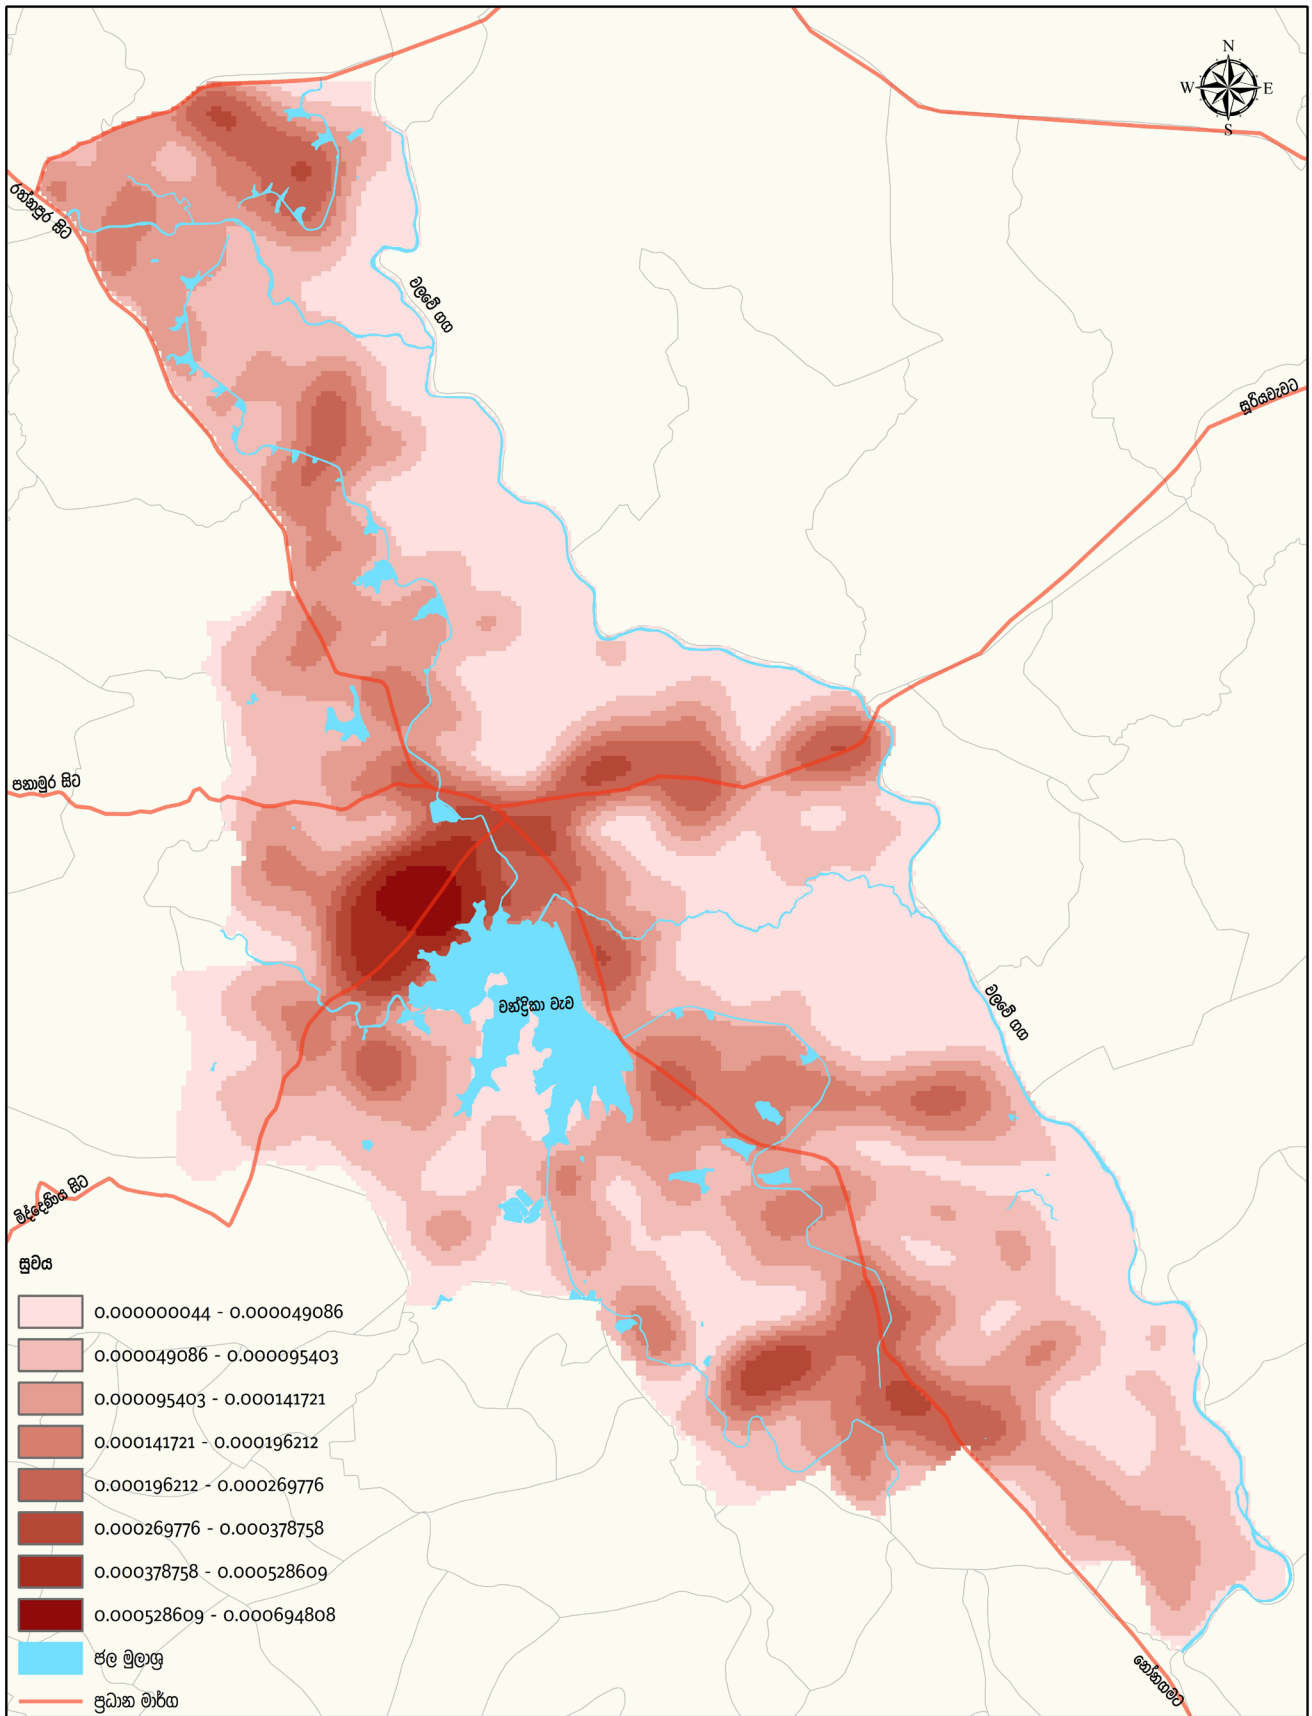 N
W E
S
රත්නපුර සිට
වලවේ ගඟ
සූරියවැවට
පනාමුර සිට
චන්ද්‍රිකා වැව
වලවේ ගඟ
මිද්දෙණිය සිට
සුචය
0.000000044 - 0.000049086
0.000049086 - 0.000095403
0.000095403 - 0.000141721
0.000141721 - 0.000196212
0.000196212 - 0.000269776
0.000269776 - 0.000378758
0.000378758 - 0.000528609
0.000528609 - 0.000694808
ජල මුලාශ්‍ර
ප්‍රධාන මාර්ග
නෝනගමට